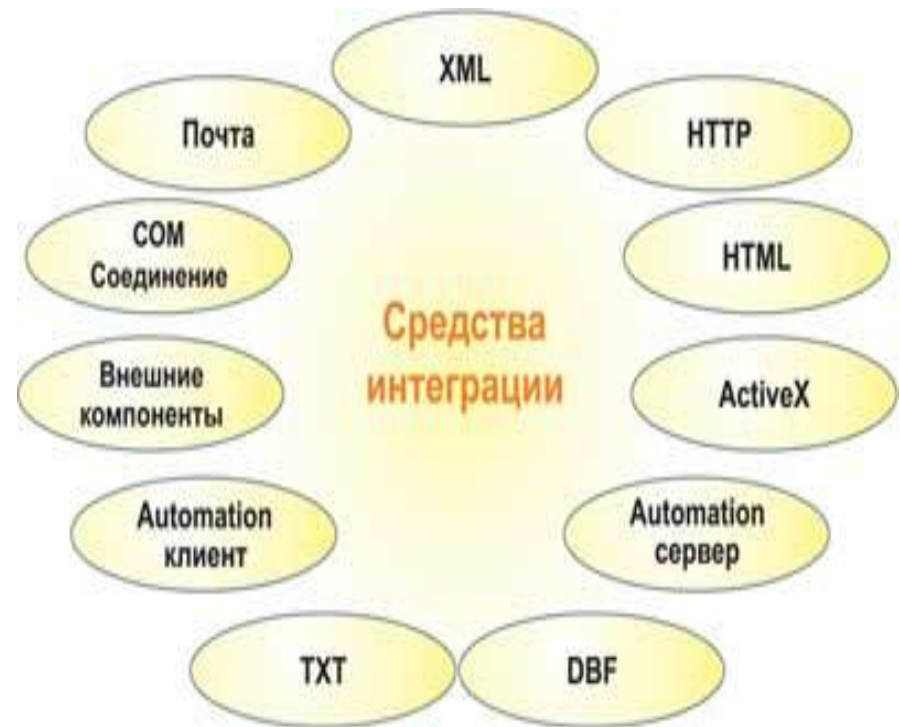 XML
Почта
HTTP
COM
Соединение
HTML
Средства
интеграции
Внешние
компоненты
ActiveX
Automation
клиент
Automation
сервер
TXT
DBF